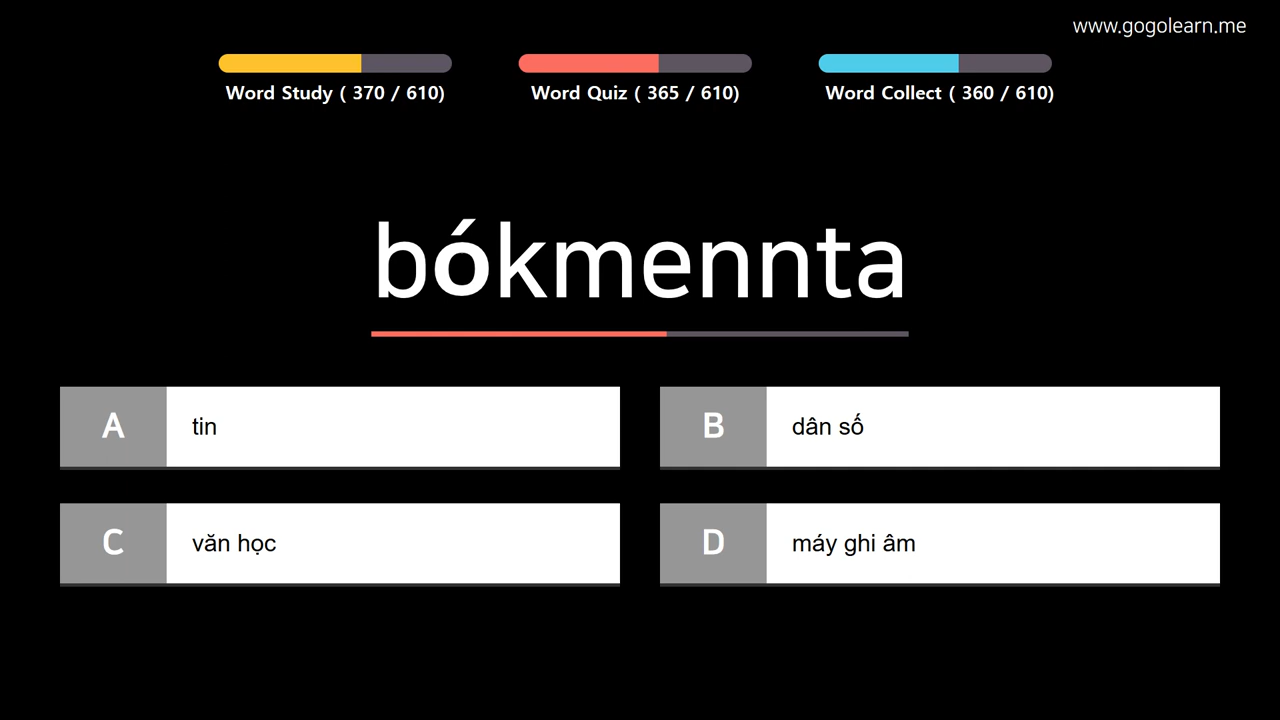 www.gogolearn.me
Word Study ( 370 / 610)
Word Quiz ( 365 / 610)
Word Collect ( 360 / 610)
bókmennta
A tin
B dân số
C văn học
D máy ghi âm